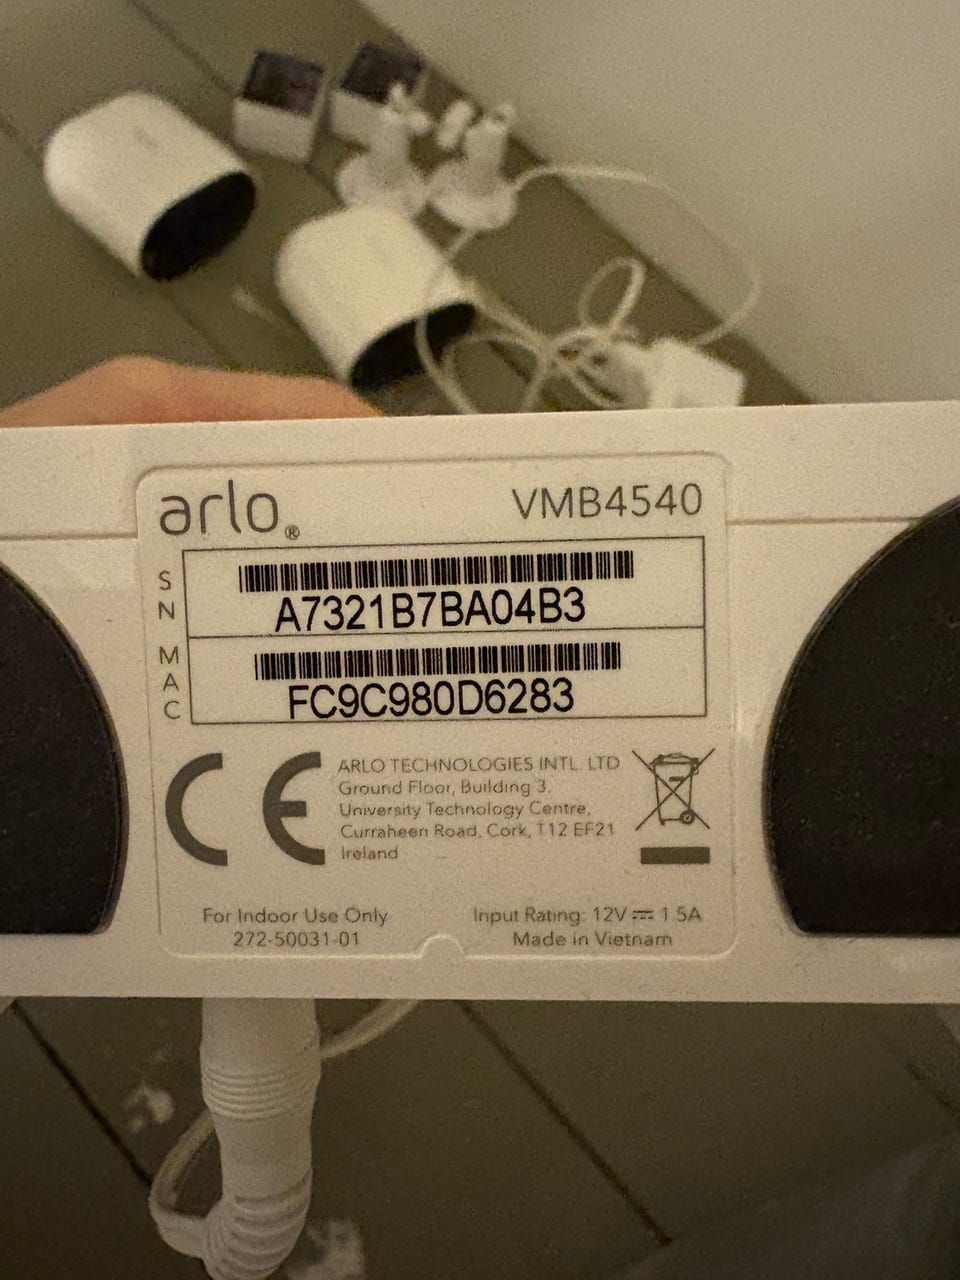 arlo® VMB4540
SN A7321B7BA04B3
MAC FC9C980D6283
CE ARLO TECHNOLOGIES INTL. LTD
Ground Floor, Building 3.
University Technology Centre,
Curraheen Road, Cork, T12 EF21
Ireland
For Indoor Use Only Input Rating: 12V ⎓ 1.5A
272-50031-01 Made in Vietnam